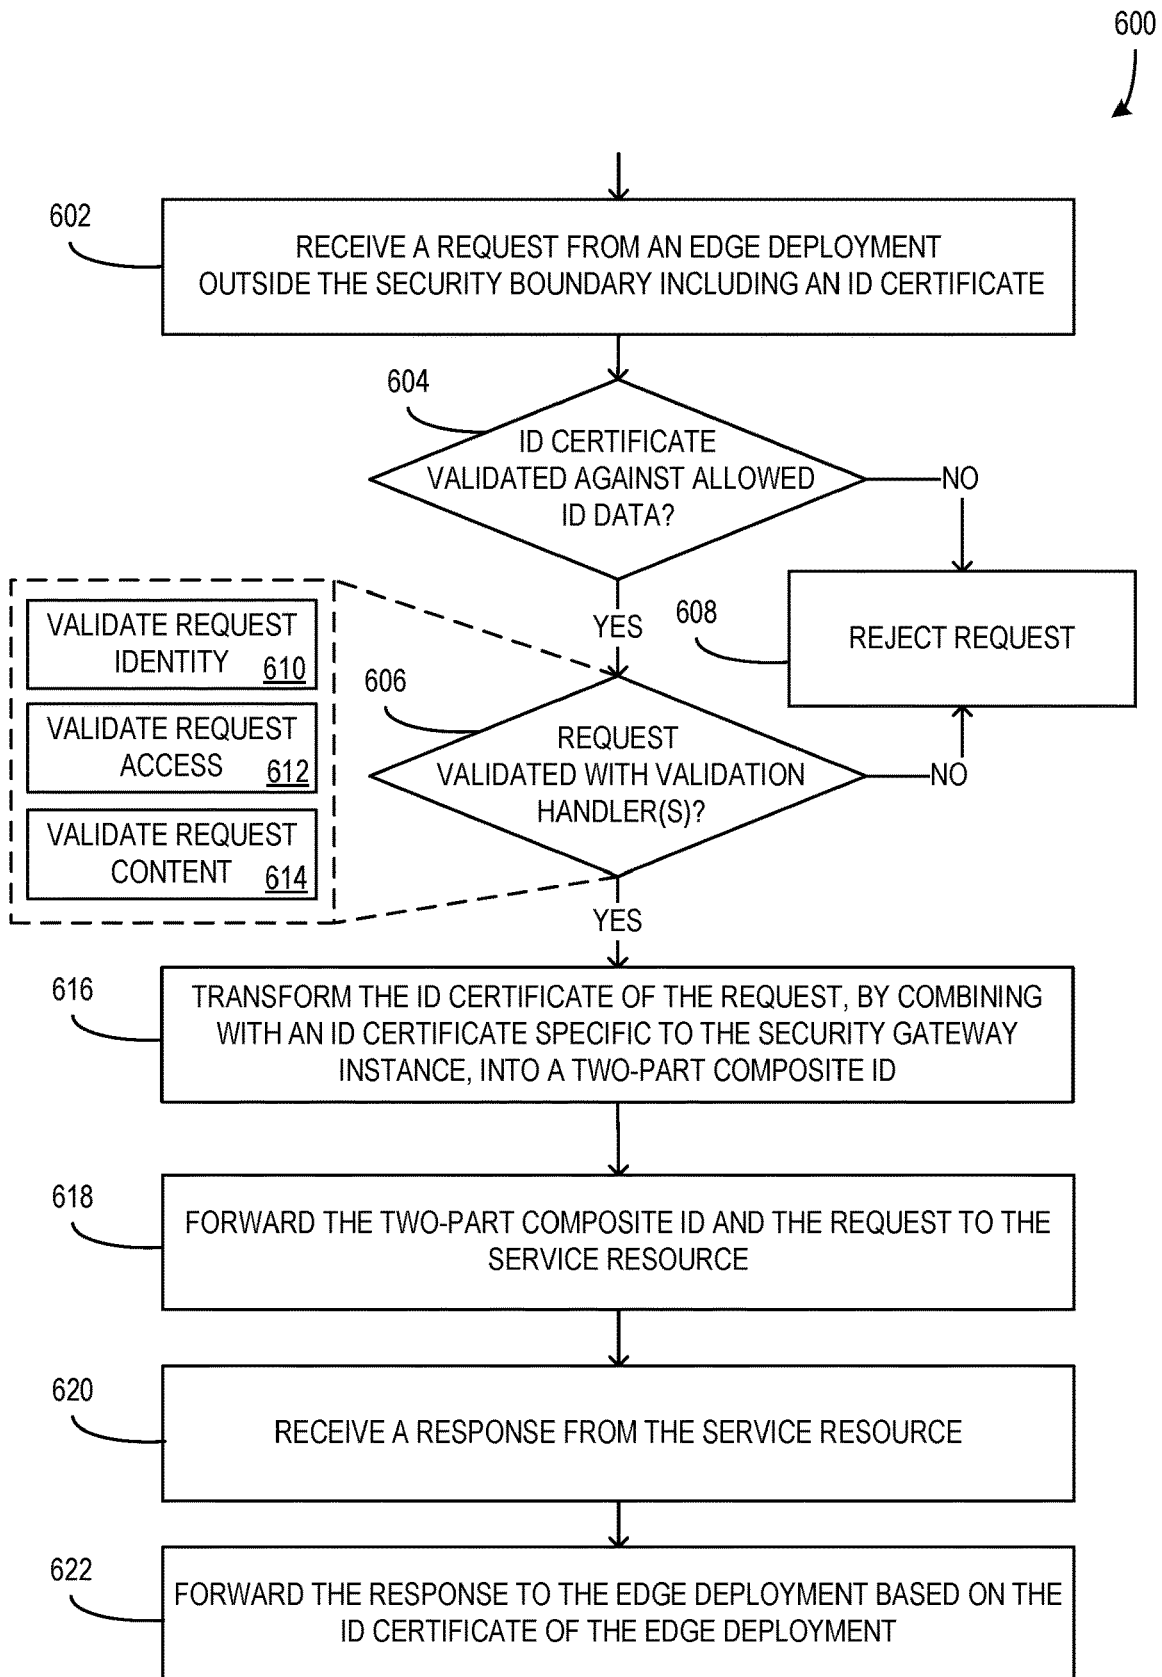 600
602
RECEIVE A REQUEST FROM AN EDGE DEPLOYMENT
OUTSIDE THE SECURITY BOUNDARY INCLUDING AN ID CERTIFICATE
604
ID CERTIFICATE
VALIDATED AGAINST ALLOWED
ID DATA?
NO
YES
608
REJECT REQUEST
VALIDATE REQUEST
IDENTITY 610
VALIDATE REQUEST
ACCESS 612
VALIDATE REQUEST
CONTENT 614
606
REQUEST
VALIDATED WITH VALIDATION
HANDLER(S)?
NO
YES
616
TRANSFORM THE ID CERTIFICATE OF THE REQUEST, BY COMBINING
WITH AN ID CERTIFICATE SPECIFIC TO THE SECURITY GATEWAY
INSTANCE, INTO A TWO-PART COMPOSITE ID
618
FORWARD THE TWO-PART COMPOSITE ID AND THE REQUEST TO THE
SERVICE RESOURCE
620
RECEIVE A RESPONSE FROM THE SERVICE RESOURCE
622
FORWARD THE RESPONSE TO THE EDGE DEPLOYMENT BASED ON THE
ID CERTIFICATE OF THE EDGE DEPLOYMENT